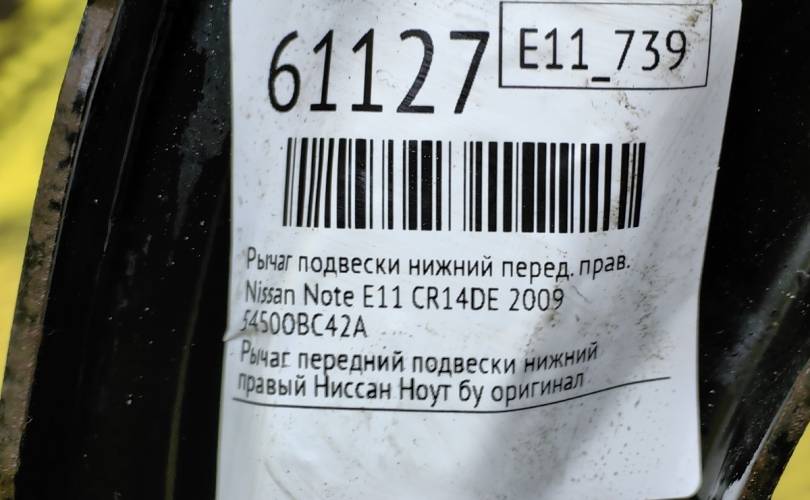 61127
E11_739
Рычаг подвески нижний перед. прав.
Nissan Note E11 CR14DE 2009
54500BC42A
Рычаг передний подвески нижний
правый Ниссан Ноут бу оригинал